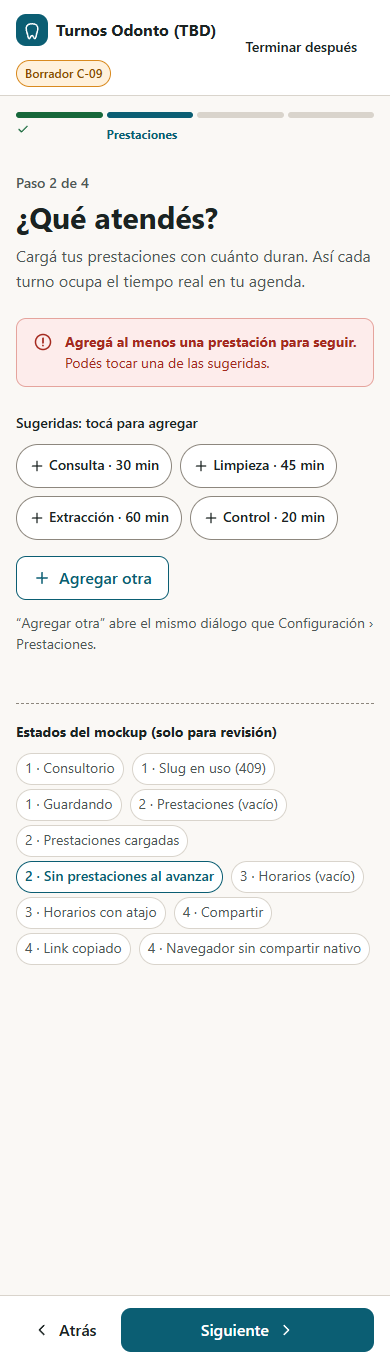 Turnos Odonto (TBD)
Terminar después
Borrador C-09
Prestaciones
Paso 2 de 4
¿Qué atendés?
Cargá tus prestaciones con cuánto duran. Así cada
turno ocupa el tiempo real en tu agenda.
Agregá al menos una prestación para seguir.
Podés tocar una de las sugeridas.
Sugeridas: tocá para agregar
+ Consulta · 30 min
+ Limpieza · 45 min
+ Extracción · 60 min
+ Control · 20 min
+ Agregar otra
“Agregar otra” abre el mismo diálogo que Configuración ›
Prestaciones.
Estados del mockup (solo para revisión)
1 · Consultorio
1 · Slug en uso (409)
1 · Guardando
2 · Prestaciones (vacío)
2 · Prestaciones cargadas
2 · Sin prestaciones al avanzar
3 · Horarios (vacío)
3 · Horarios con atajo
4 · Compartir
4 · Link copiado
4 · Navegador sin compartir nativo
Atrás
Siguiente